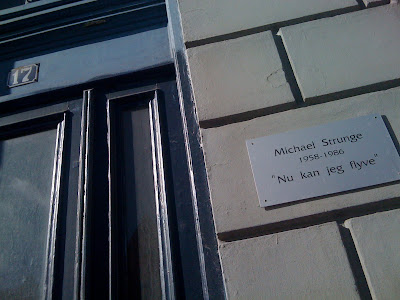 17
Michael Strunge
1958-1986
"Nu kan jeg flyve"